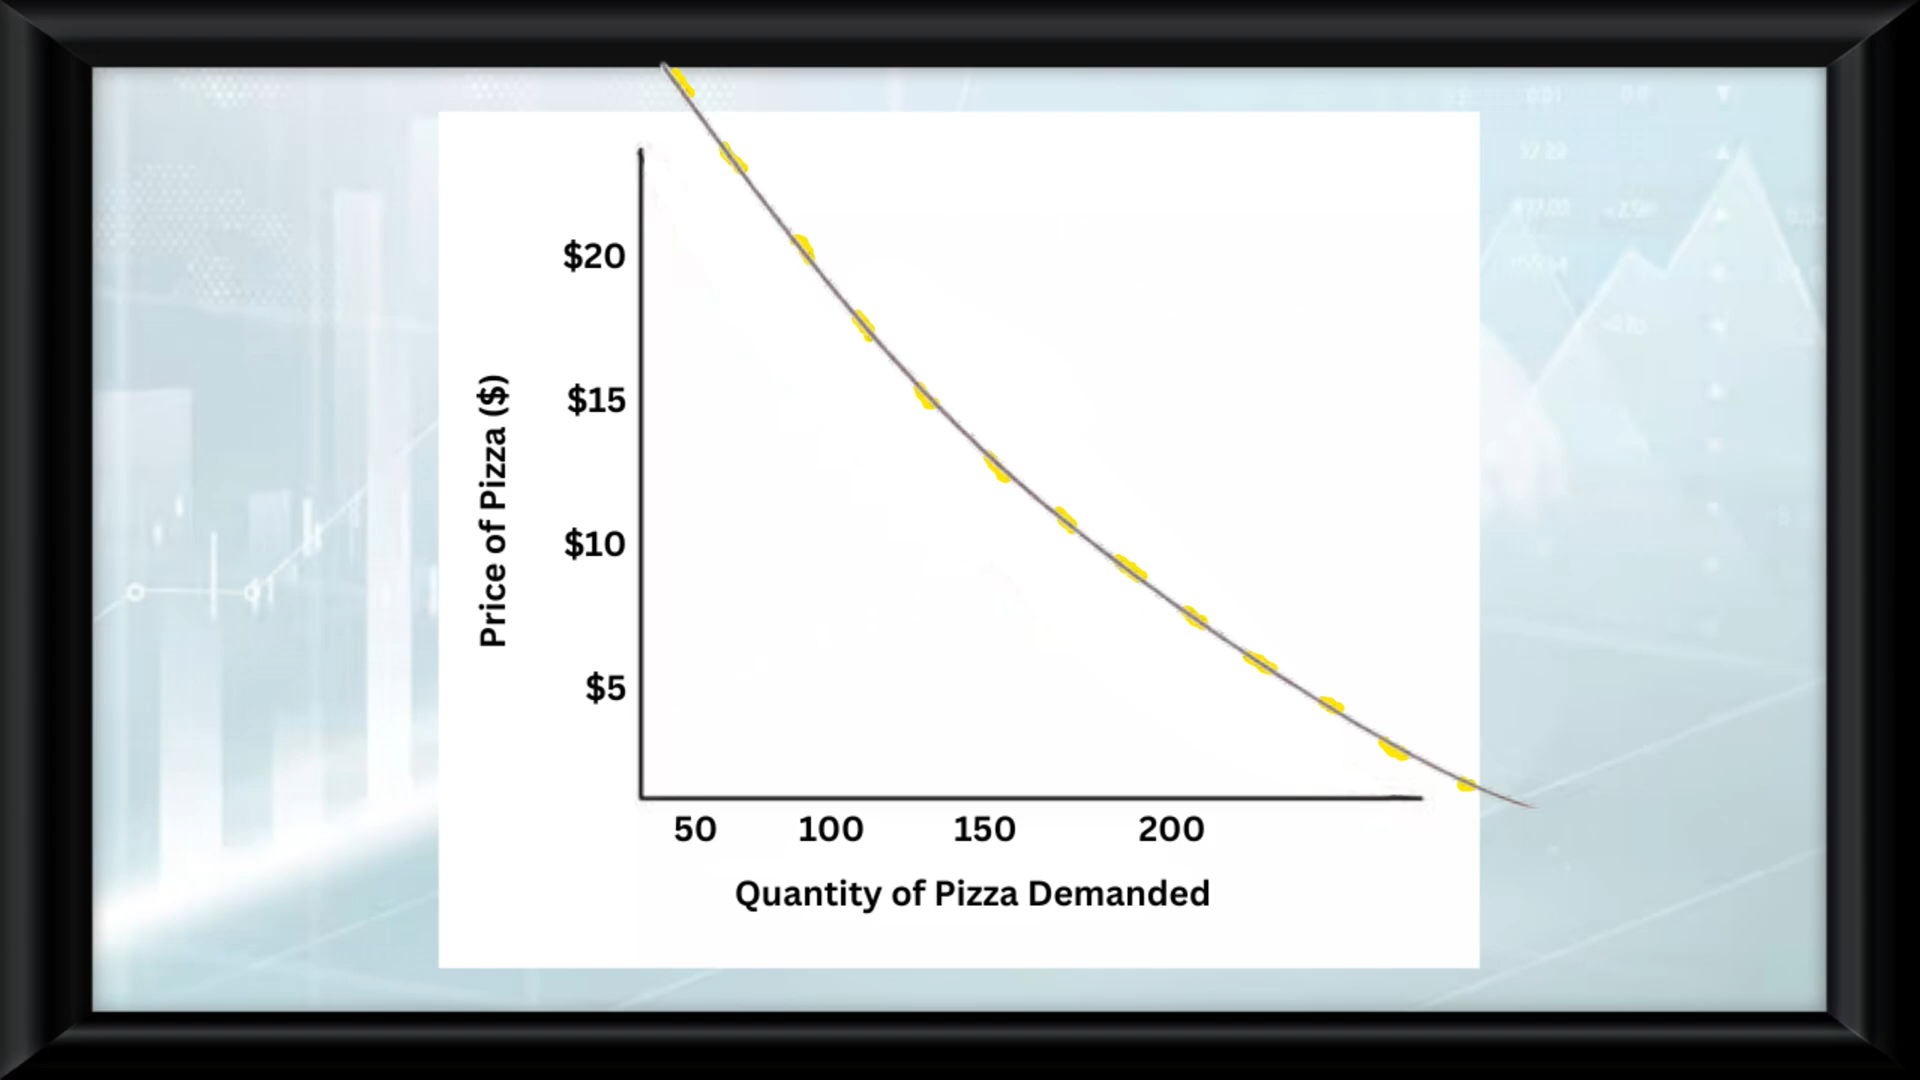 $20
$15
$10
$5
Price of Pizza ($)
50 100 150 200
Quantity of Pizza Demanded